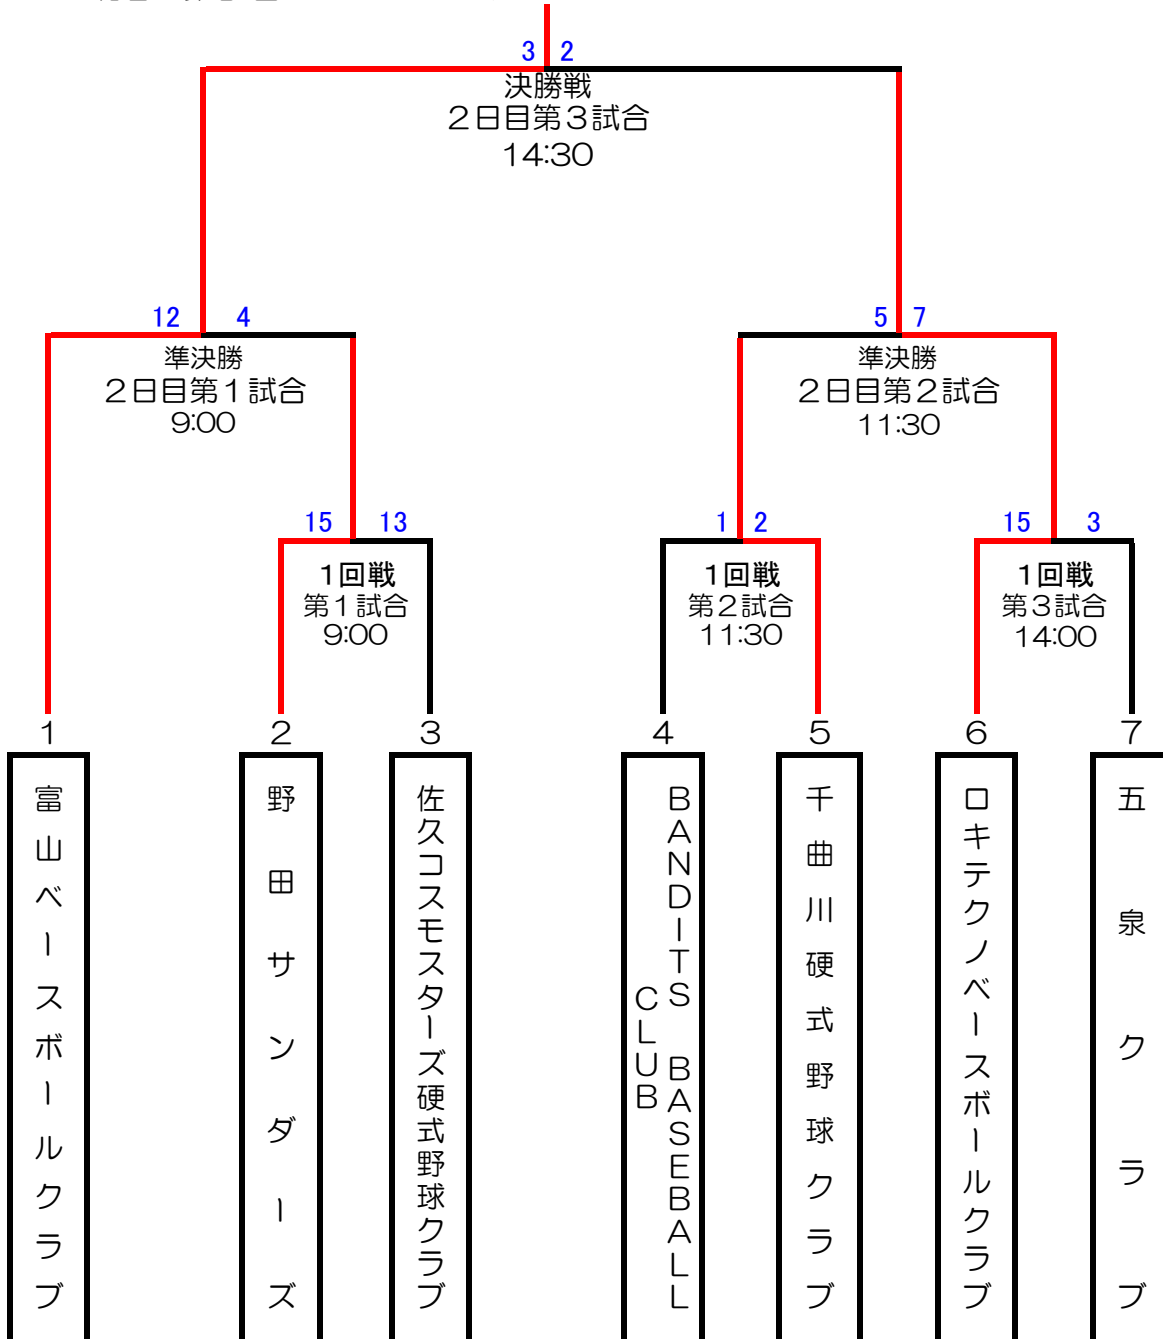 3 2
決勝戦
２日目第３試合
14:30
12 4
準決勝
２日目第１試合
9:00
5 7
準決勝
２日目第２試合
11:30
15 13
1回戦
第１試合
9:00
1 2
1回戦
第２試合
11:30
15 3
1回戦
第３試合
14:00
1
2
3
4
5
6
7
富山ベースボールクラブ
野田サンダーズ
佐久コスモスターズ硬式野球クラブ
BANDITS BASEBALL
CLUB
千曲川硬式野球クラブ
ロキテクノベースボールクラブ
五泉クラブ